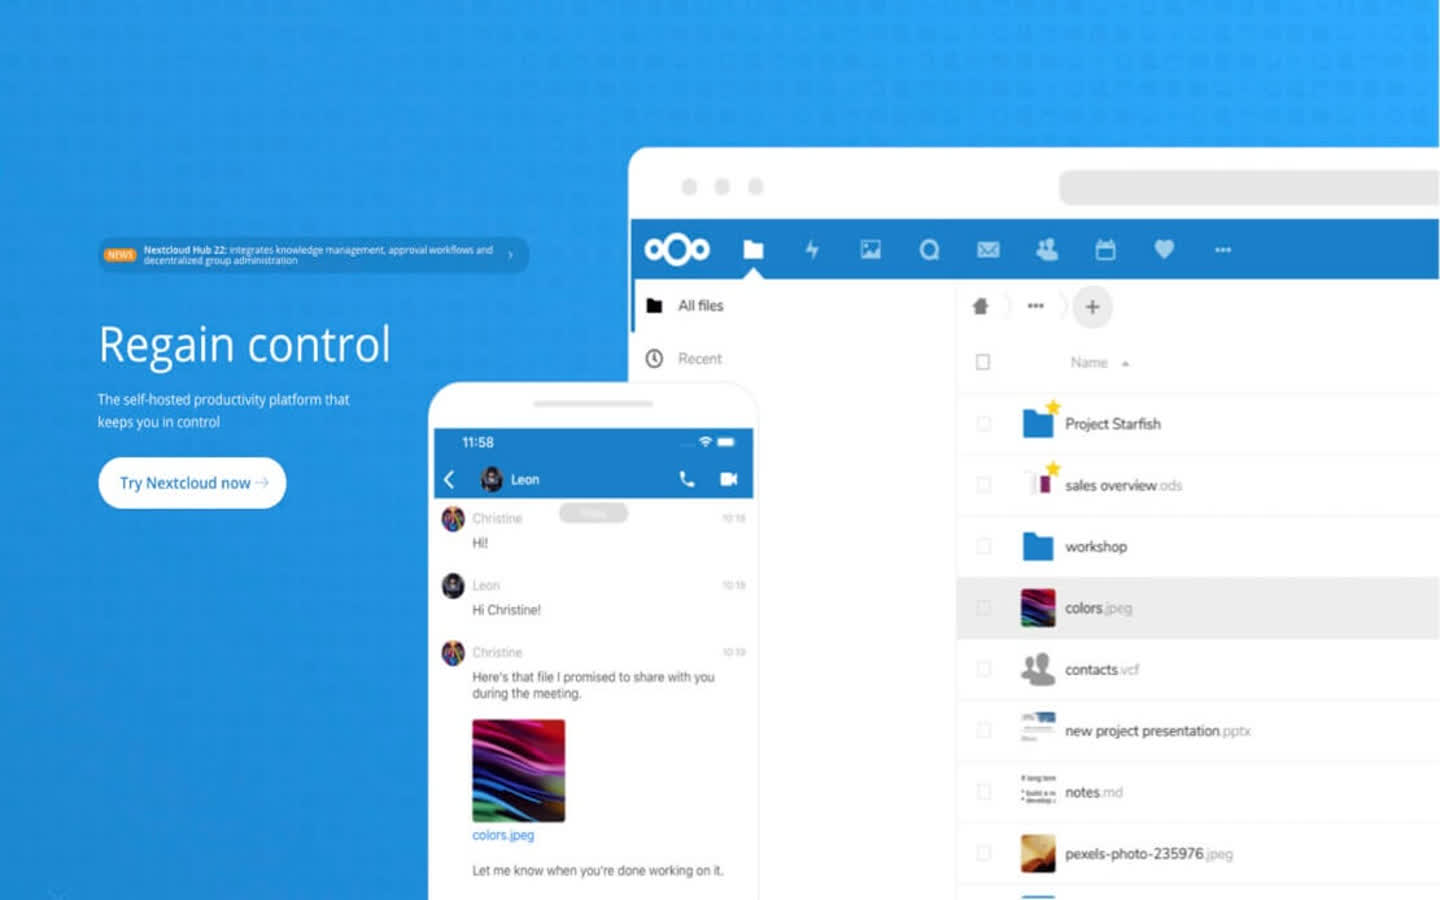 NEWS
Nextcloud Hub 22: integrates knowledge management, approval workflows and
decentralized group administration
Regain control
The self-hosted productivity platform that
keeps you in control
Try Nextcloud now
All files
Recent
Name
Project Starfish
sales overview.ods
workshop
colors.jpeg
contacts.vcf
new project presentation.pptx
notes.md
pexels-photo-235976.jpeg
11:58
Leon
Christine
Hi!
Leon
Hi Christine!
Christine 10:19
Here's that file I promised to share with you
during the meeting.
colors.jpeg
Let me know when you're done working on it.